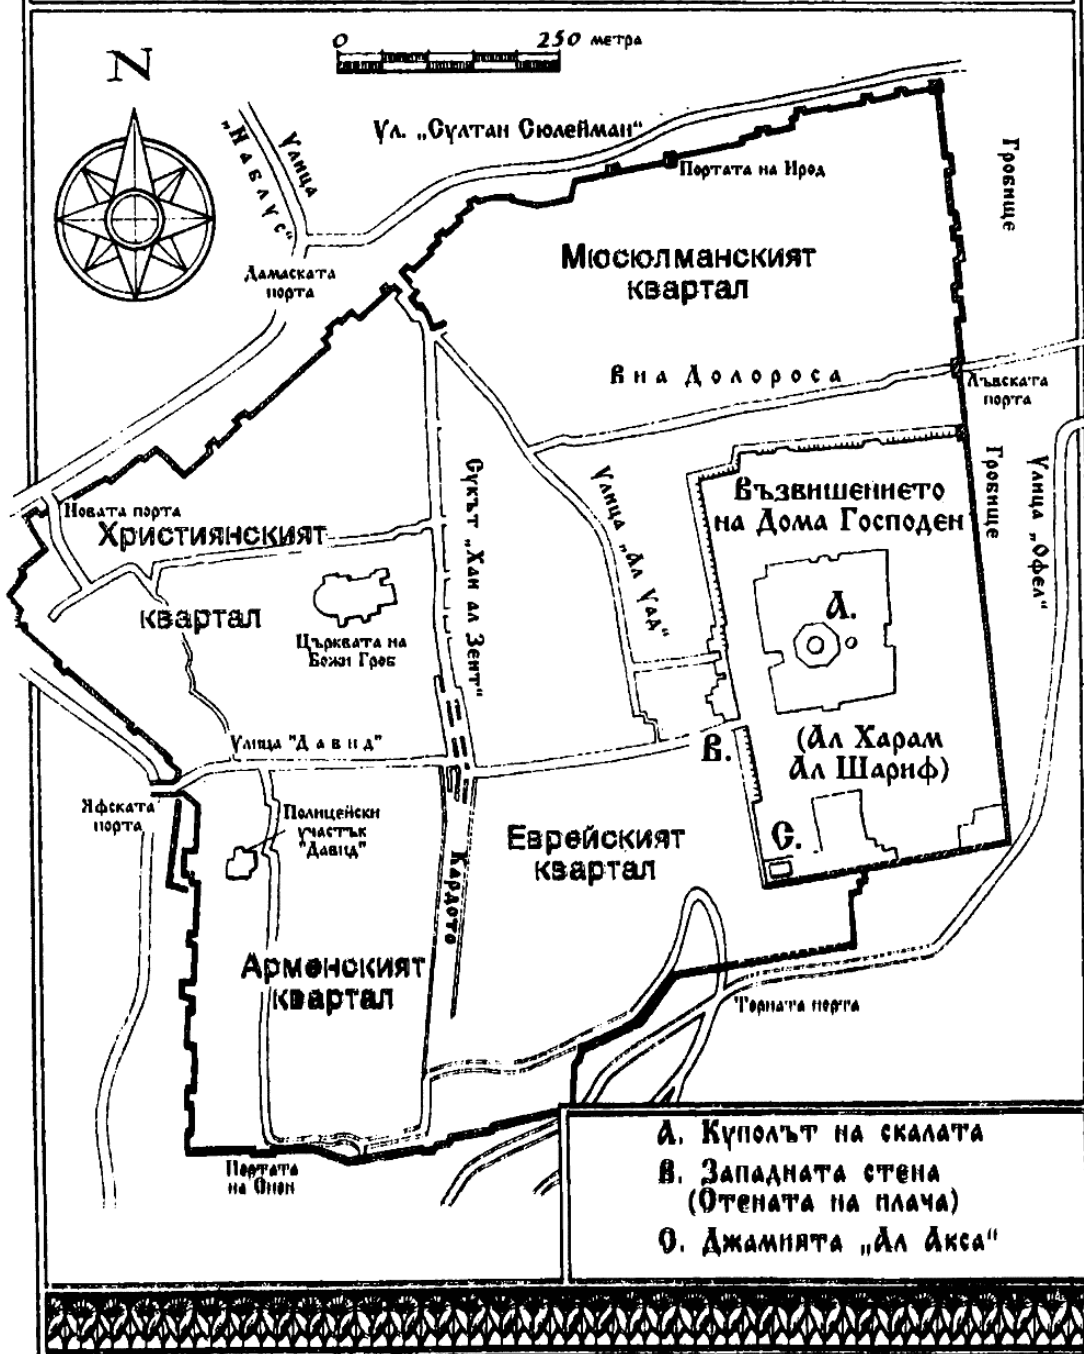 0 250 метра
N
Ул. „Султан Сюлейман“
Улица
„Наблус“
Портата на Ирод
Гробище
Мюсюлманският
квартал
Дамаската
порта
Виа Долороса
Лъвската
порта
Сукът „Хан ал Зент“
Улица „Ал Уад“
Възвишението
на Дома Господен
Гробище
Улица „Офел“
Новата порта
Християнският
квартал
А.
Църквата на
Божи Гроб
Улица "Давид"
В.
(Ал Харам
Ал Шариф)
Яфската
порта
Полицейски
участък
"Давид"
Еврейският
квартал
С.
Кардото
Арменският
квартал
Торната порта
Портата
на Сион
А. Куполът на скалата
В. Западната стена
(Отената на плача)
О. Джамията „Ал Акса“